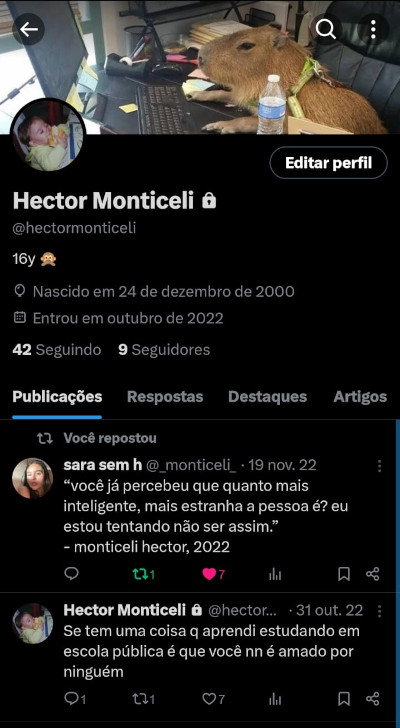 Editar perfil
Hector Monticeli
@hectormonticeli
16y 🙊
Nascido em 24 de dezembro de 2000
Entrou em outubro de 2022
42 Seguindo 9 Seguidores
Publicações Respostas Destaques Artigos
Você repostou
sara sem h @_monticeli_ · 19 nov. 22
“você já percebeu que quanto mais
inteligente, mais estranha a pessoa é? eu
estou tentando não ser assim.”
- monticeli hector, 2022
1 7
Hector Monticeli @hector... · 31 out. 22
Se tem uma coisa q aprendi estudando em
escola pública é que você nn é amado por
ninguém
1 1 7